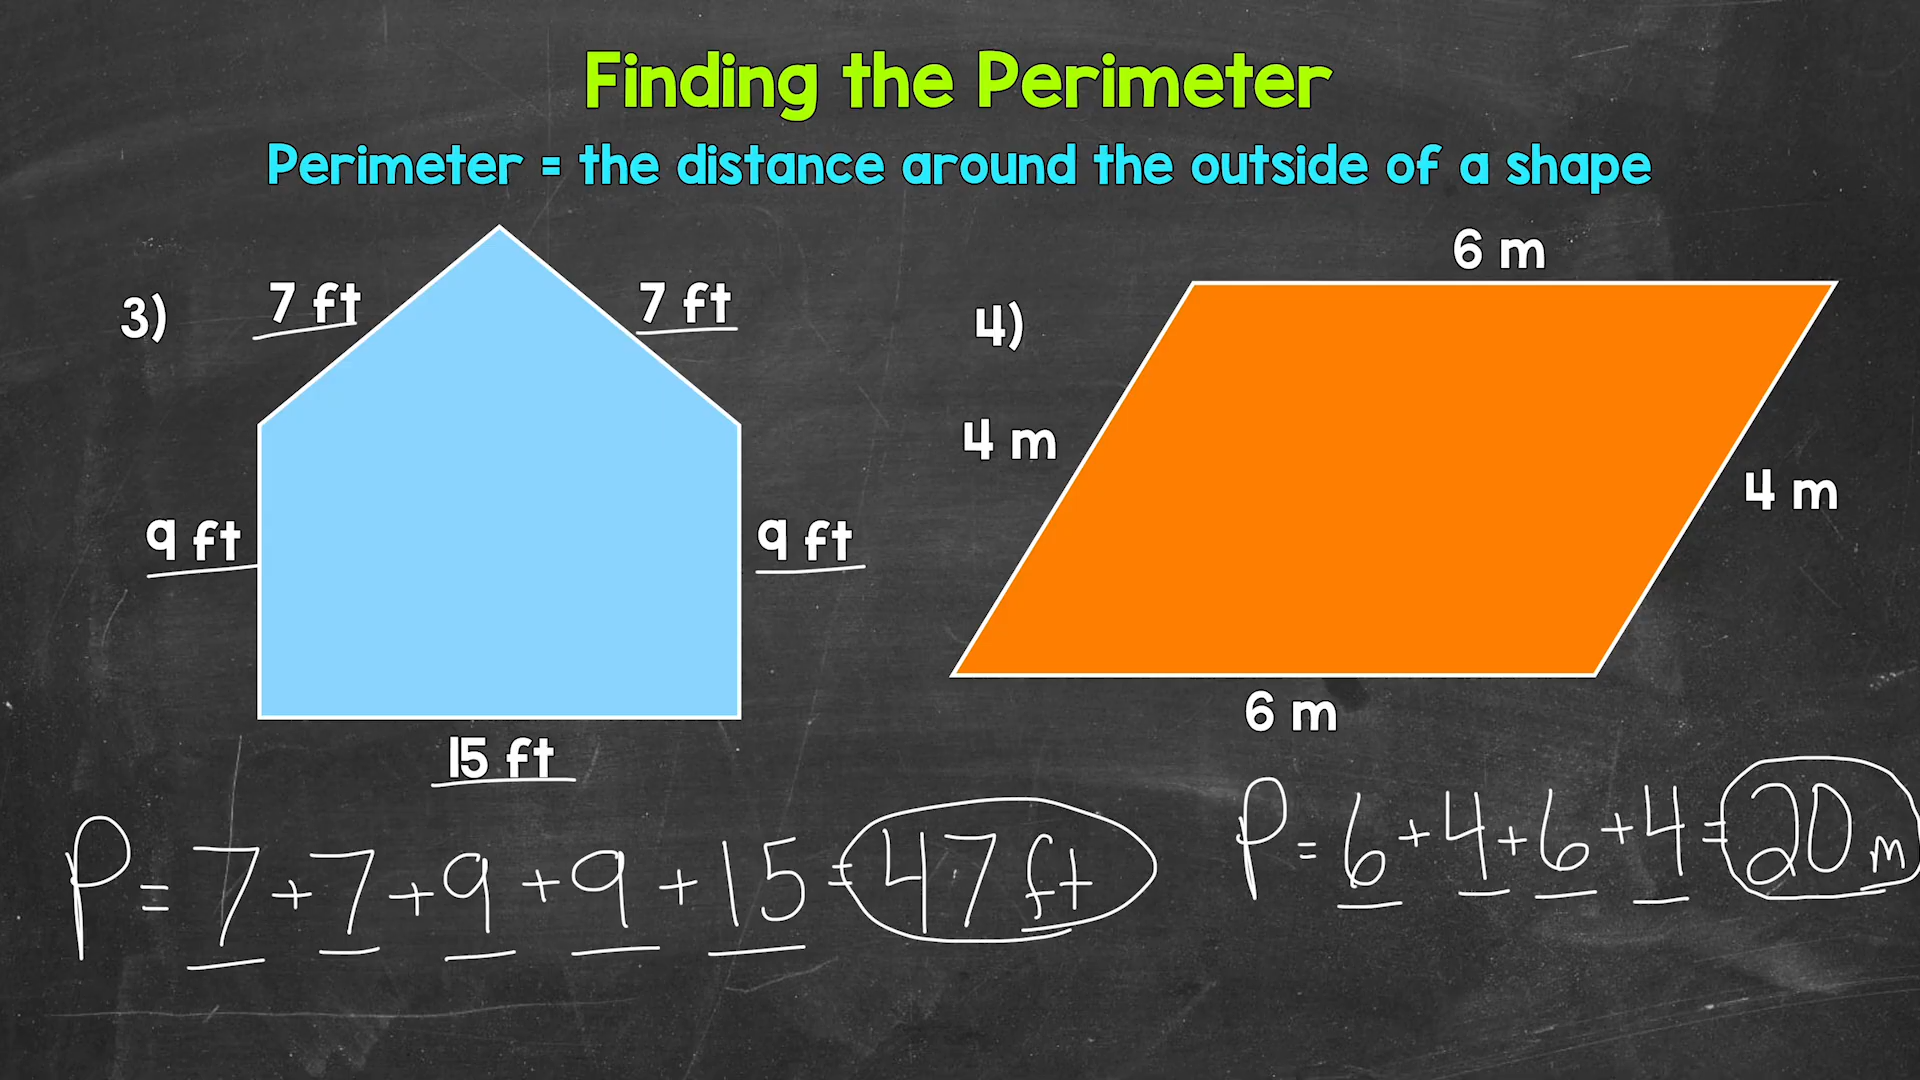 Finding the Perimeter
Perimeter = the distance around the outside of a shape
3)
7 ft
7 ft
9 ft
9 ft
15 ft
P = 7 + 7 + 9 + 9 + 15 = 47 ft
4)
6 m
4 m
4 m
6 m
P = 6 + 4 + 6 + 4 = 20 m